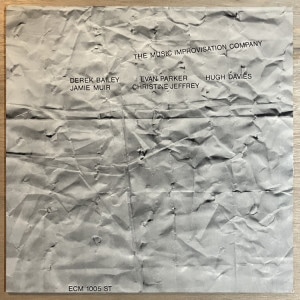 THE MUSIC IMPROVISATION COMPANY
DEREK BAILEY EVAN PARKER HUGH DAVIES
JAMIE MUIR CHRISTINE JEFFREY
ECM 1005 ST